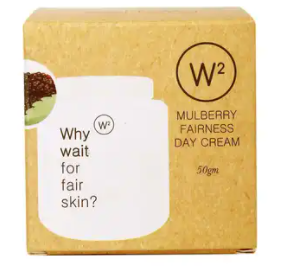 W²
MULBERRY
FAIRNESS
DAY CREAM
50gm
W²
Why
wait
for
fair
skin?